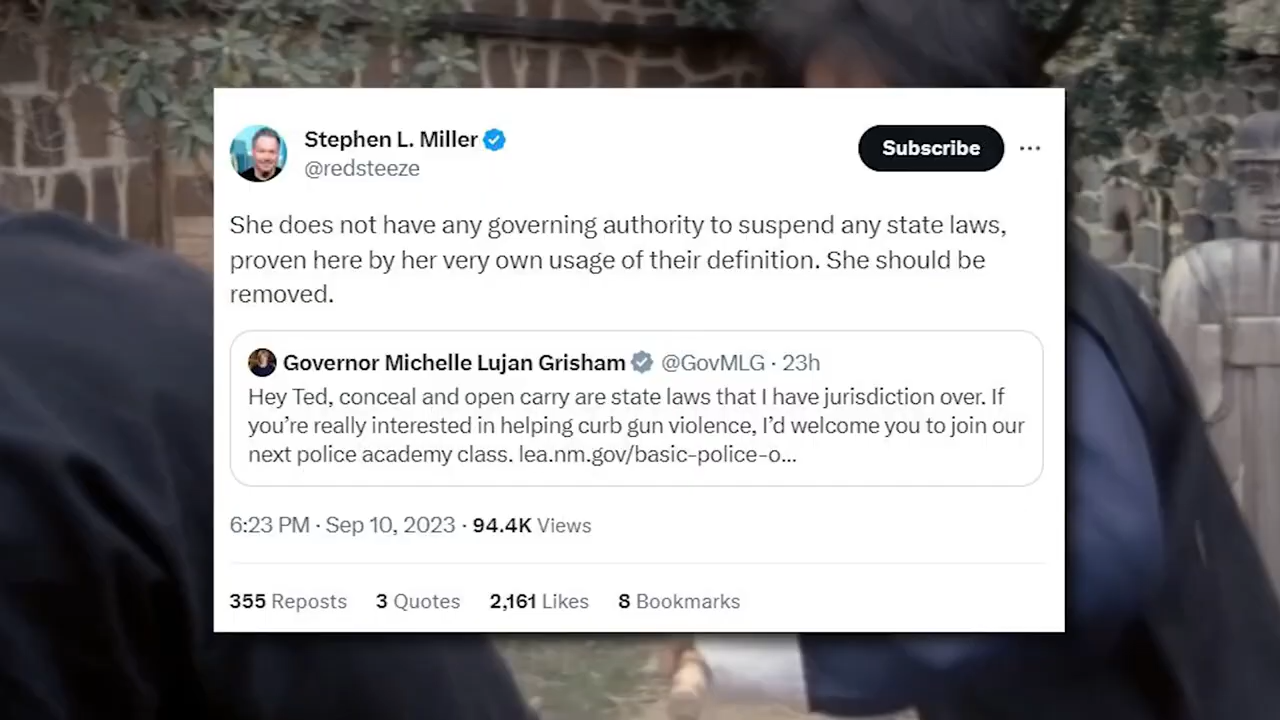 Stephen L. Miller
@redsteeze
Subscribe
She does not have any governing authority to suspend any state laws,
proven here by her very own usage of their definition. She should be
removed.
Governor Michelle Lujan Grisham @GovMLG · 23h
Hey Ted, conceal and open carry are state laws that I have jurisdiction over. If
you’re really interested in helping curb gun violence, I’d welcome you to join our
next police academy class. lea.nm.gov/basic-police-o...
6:23 PM · Sep 10, 2023 · 94.4K Views
355 Reposts 3 Quotes 2,161 Likes 8 Bookmarks